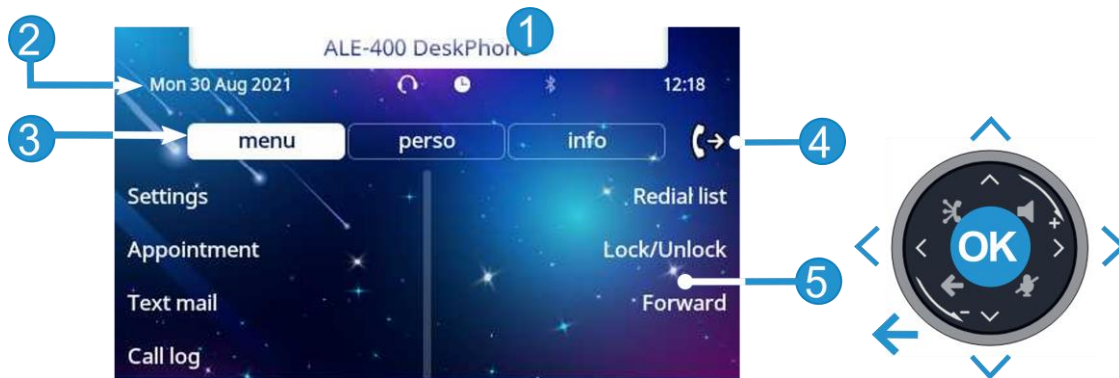 1
2
ALE-400 DeskPhone
Mon 30 Aug 2021
12:18
3
menu
perso
info
4
Settings
Redial list
Appointment
Lock/Unlock
5
Text mail
Forward
Call log
+
OK
-